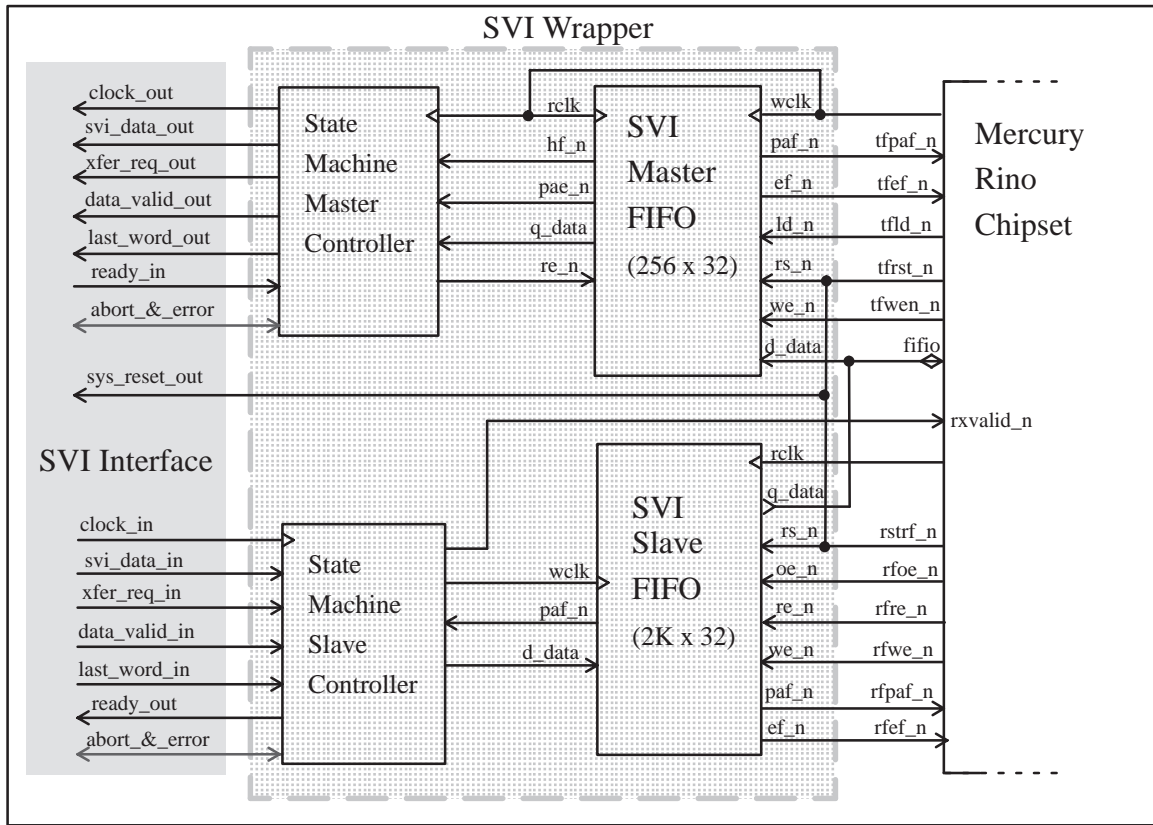 SVI Wrapper
clock_out
svi_data_out
xfer_req_out
data_valid_out
last_word_out
ready_in
abort_&_error
sys_reset_out
SVI Interface
clock_in
svi_data_in
xfer_req_in
data_valid_in
last_word_in
ready_out
abort_&_error
State
Machine
Master
Controller
rclk
hf_n
pae_n
q_data
re_n
SVI
Master
FIFO
(256 x 32)
wclk
paf_n
ef_n
ld_n
rs_n
we_n
d_data
tfpaf_n
tfef_n
tfld_n
tfrst_n
tfwen_n
fifio
Mercury
Rino
Chipset
rxvalid_n
State
Machine
Slave
Controller
wclk
paf_n
d_data
SVI
Slave
FIFO
(2K x 32)
rclk
q_data
rs_n
oe_n
re_n
we_n
paf_n
ef_n
rstrf_n
rfoe_n
rfre_n
rfwe_n
rfpaf_n
rfef_n